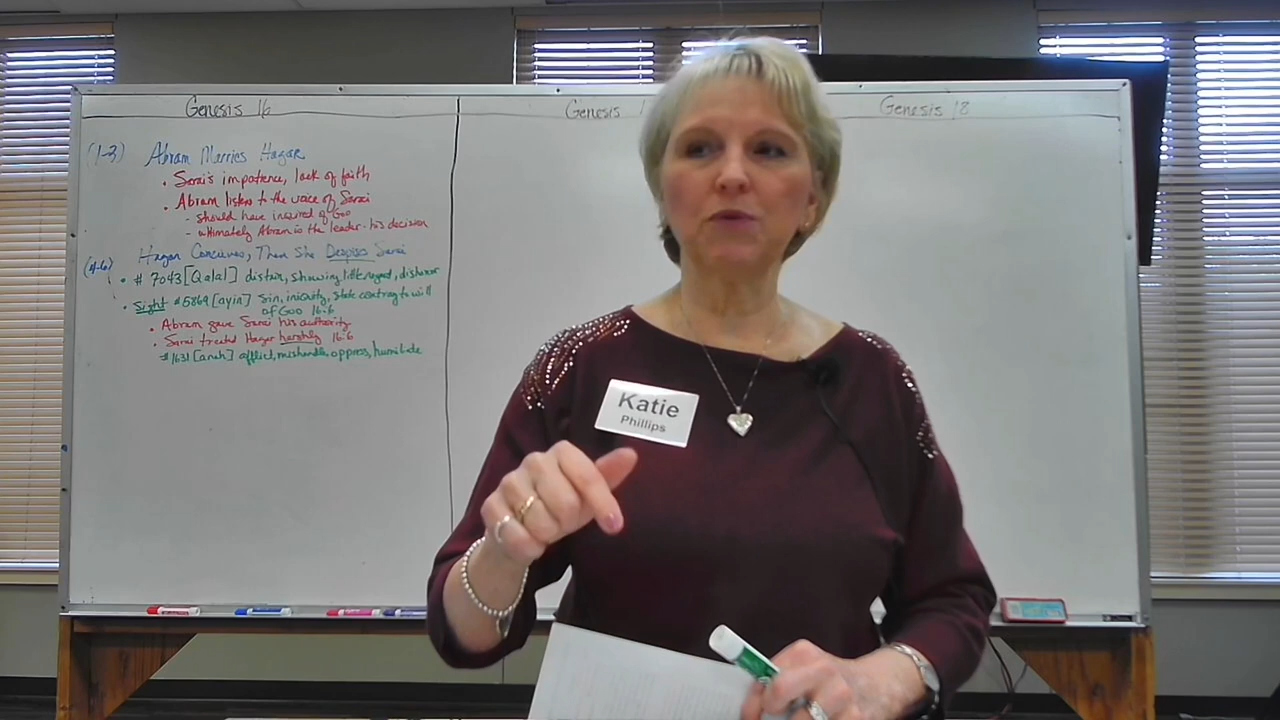 Genesis 16
Genesis 1
Genesis 18
(1-3) Abram Marries Hagar
• Sarai's impatience, lack of faith
• Abram listens to the voice of Sarai
- should have inquired of God
- ultimately Abram is the leader - his decision
(4-6) Hagar Conceives, Then She Despises Sarai
• # 7043 [Qalal] distain, showing little regard, dishonor
• Sight #5869 [ayin] sin, iniquity, state contrary to will
of God 16:6
• Abram gave Sarai his authority
• Sarai treated Hagar harshly 16:6
[anah] afflict, mishandle, oppress, humiliate
Katie
Phillips